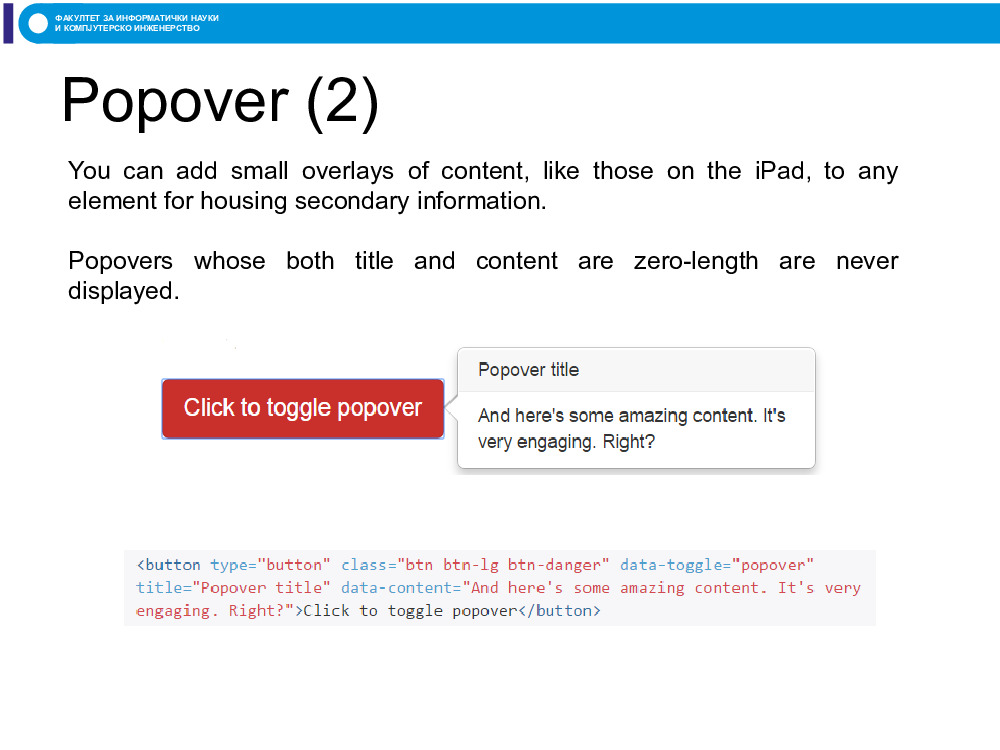 ФАКУЛТЕТ ЗА ИНФОРМАТИЧКИ НАУКИ
И КОМПЈУТЕРСКО ИНЖЕНЕРСТВО
Popover (2)
You can add small overlays of content, like those on the iPad, to any
element for housing secondary information.
Popovers whose both title and content are zero-length are never
displayed.
Popover title
Click to toggle popover
And here's some amazing content. It's
very engaging. Right?
<button type="button" class="btn btn-lg btn-danger" data-toggle="popover"
title="Popover title" data-content="And here's some amazing content. It's very
engaging. Right?">Click to toggle popover</button>